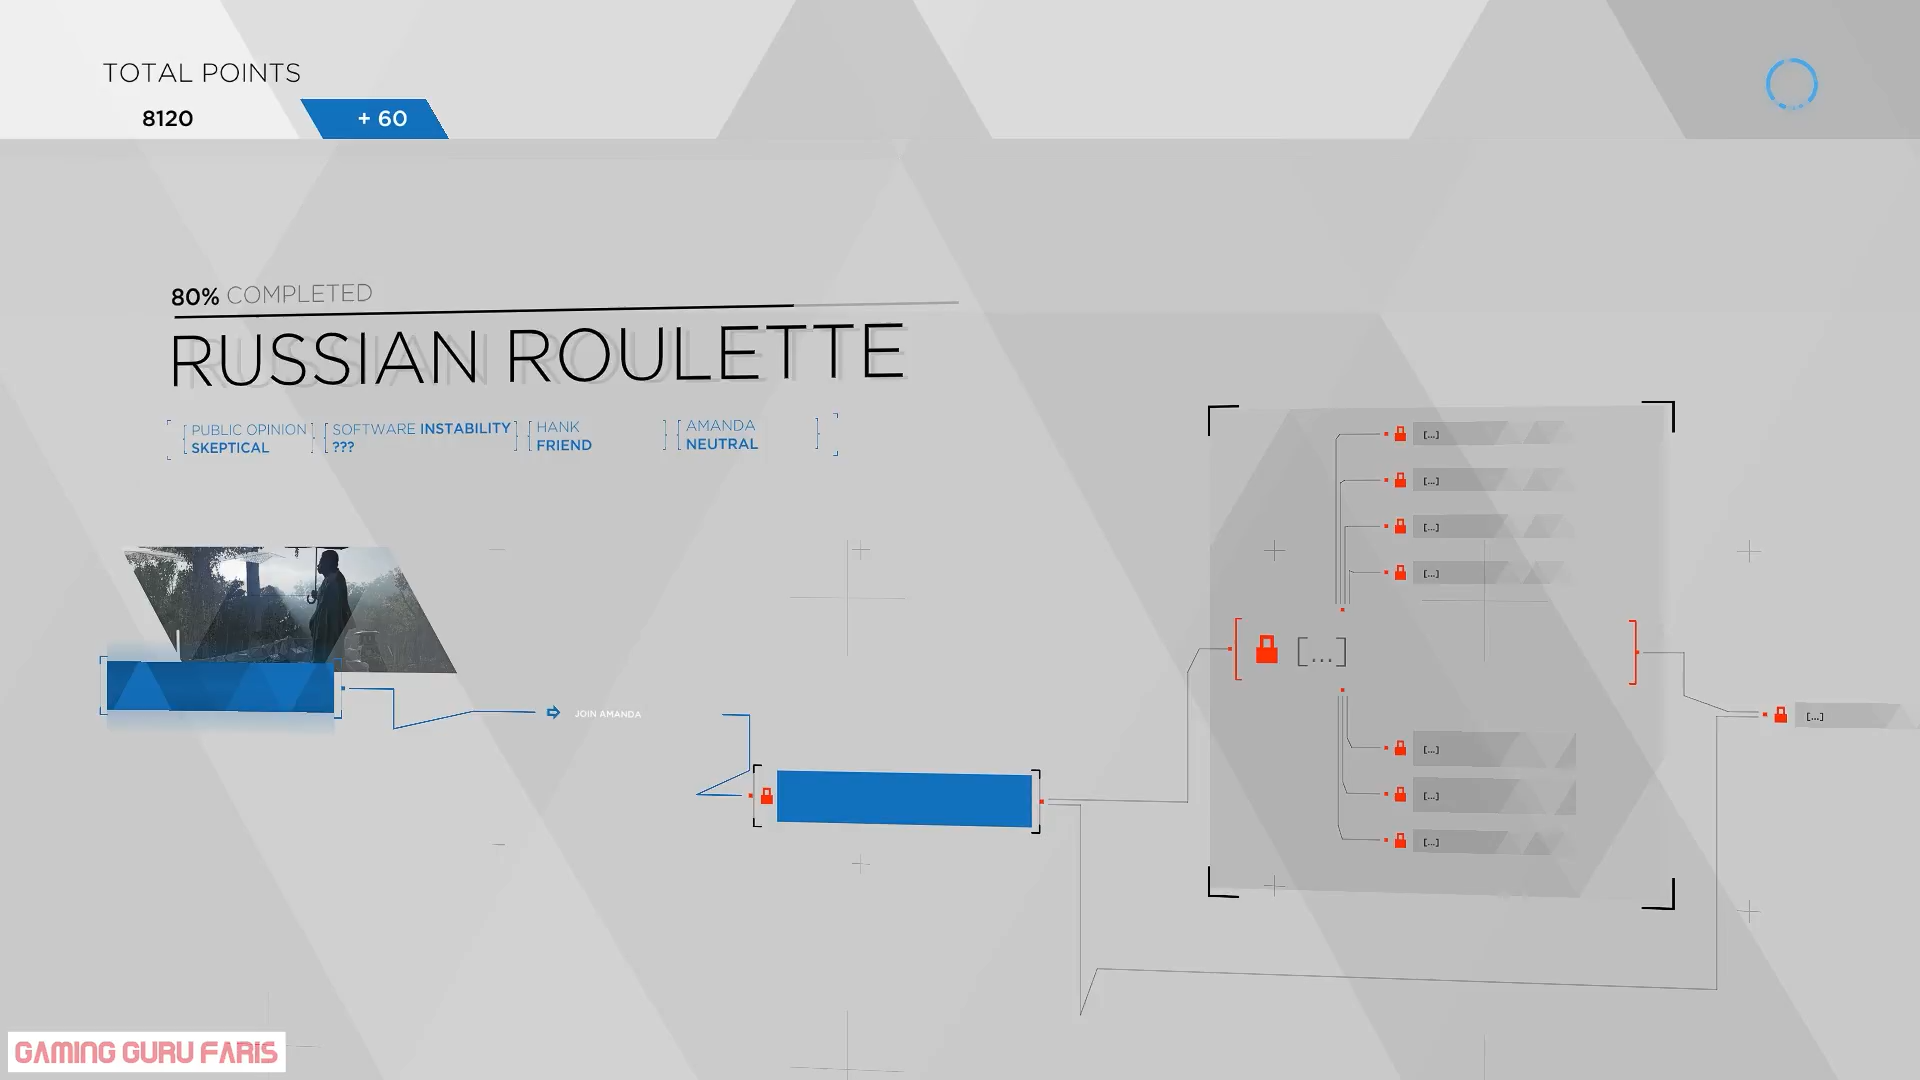 TOTAL POINTS
8120
+ 60
80% COMPLETED
RUSSIAN ROULETTE
PUBLIC OPINION
SKEPTICAL
SOFTWARE INSTABILITY
???
HANK
FRIEND
AMANDA
NEUTRAL
[...]
[...]
[...]
[...]
[...]
[...]
JOIN AMANDA
[...]
[...]
[...]
GAMING GURU FARIS